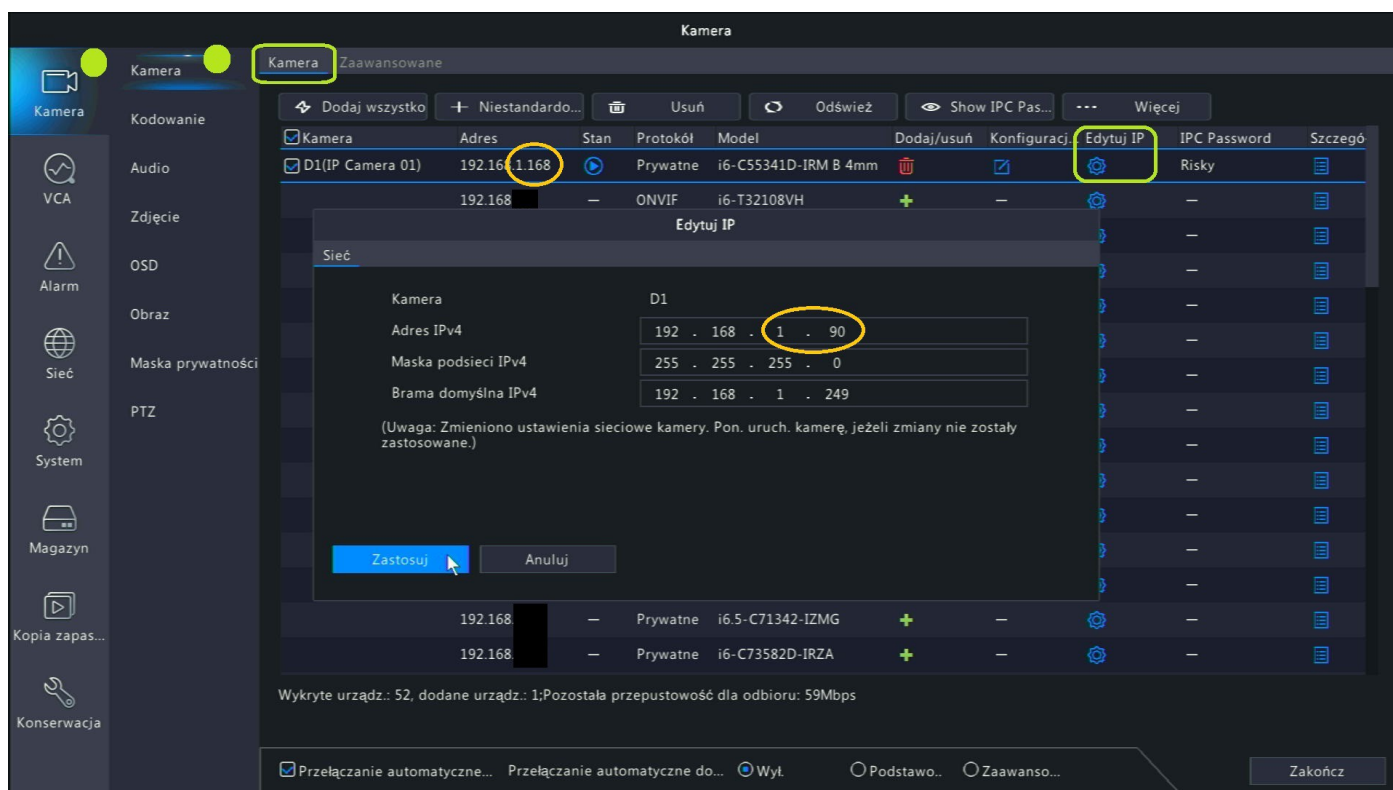 Kamera
Kamera
VCA
Alarm
Sieć
System
Magazyn
Kopia zapas...
Konserwacja
Kamera
Kodowanie
Audio
Zdjęcie
OSD
Obraz
Maska prywatności
PTZ
Kamera Zaawansowane
Dodaj wszystko Niestandardo... Usuń Odśwież Show IPC Pas... Więcej
Kamera Adres Stan Protokół Model Dodaj/usuń Konfiguracj... Edytuj IP IPC Password Szczegó
D1(IP Camera 01) 192.168.1.168 Prywatne i6-C55341D-IRM B 4mm Risky
192.168 — ONVIF i6-T32108VH — —
Edytuj IP
Sieć
Kamera D1
Adres IPv4 192 . 168 . 1 . 90
Maska podsieci IPv4 255 . 255 . 255 . 0
Brama domyślna IPv4 192 . 168 . 1 . 249
(Uwaga: Zmieniono ustawienia sieciowe kamery. Pon. uruch. kamerę, jeżeli zmiany nie zostały
zastosowane.)
Zastosuj Anuluj
192.168. — Prywatne i6.5-C71342-IZMG — —
192.168. — Prywatne i6-C73582D-IRZA — —
Wykryte urządz.: 52, dodane urządz.: 1;Pozostała przepustowość dla odbioru: 59Mbps
Przełączanie automatyczne... Przełączanie automatyczne do... Wył. Podstawo.. Zaawanso...
Zakończ